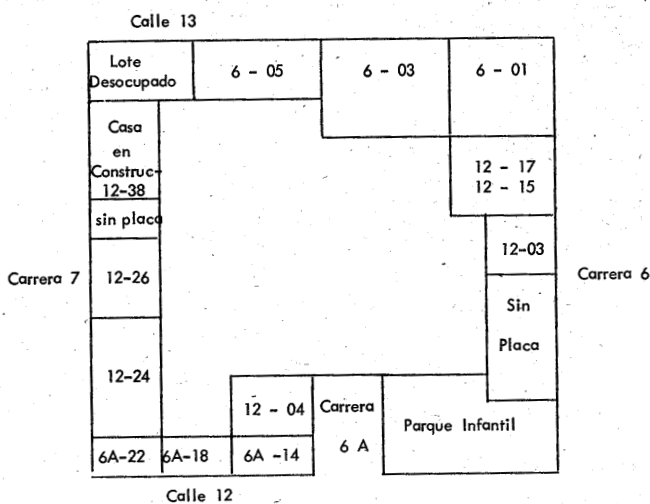 Calle 13
Lote
Desocupado
6 - 05
6 - 03
6 - 01
Casa
en
Construc-
12-38
12 - 17
12 - 15
sin placa
12-03
Carrera 7
12-26
Carrera 6
Sin
Placa
12-24
12 - 04
Carrera
6 A
Parque Infantil
6A-22
6A-18
6A -14
Calle 12